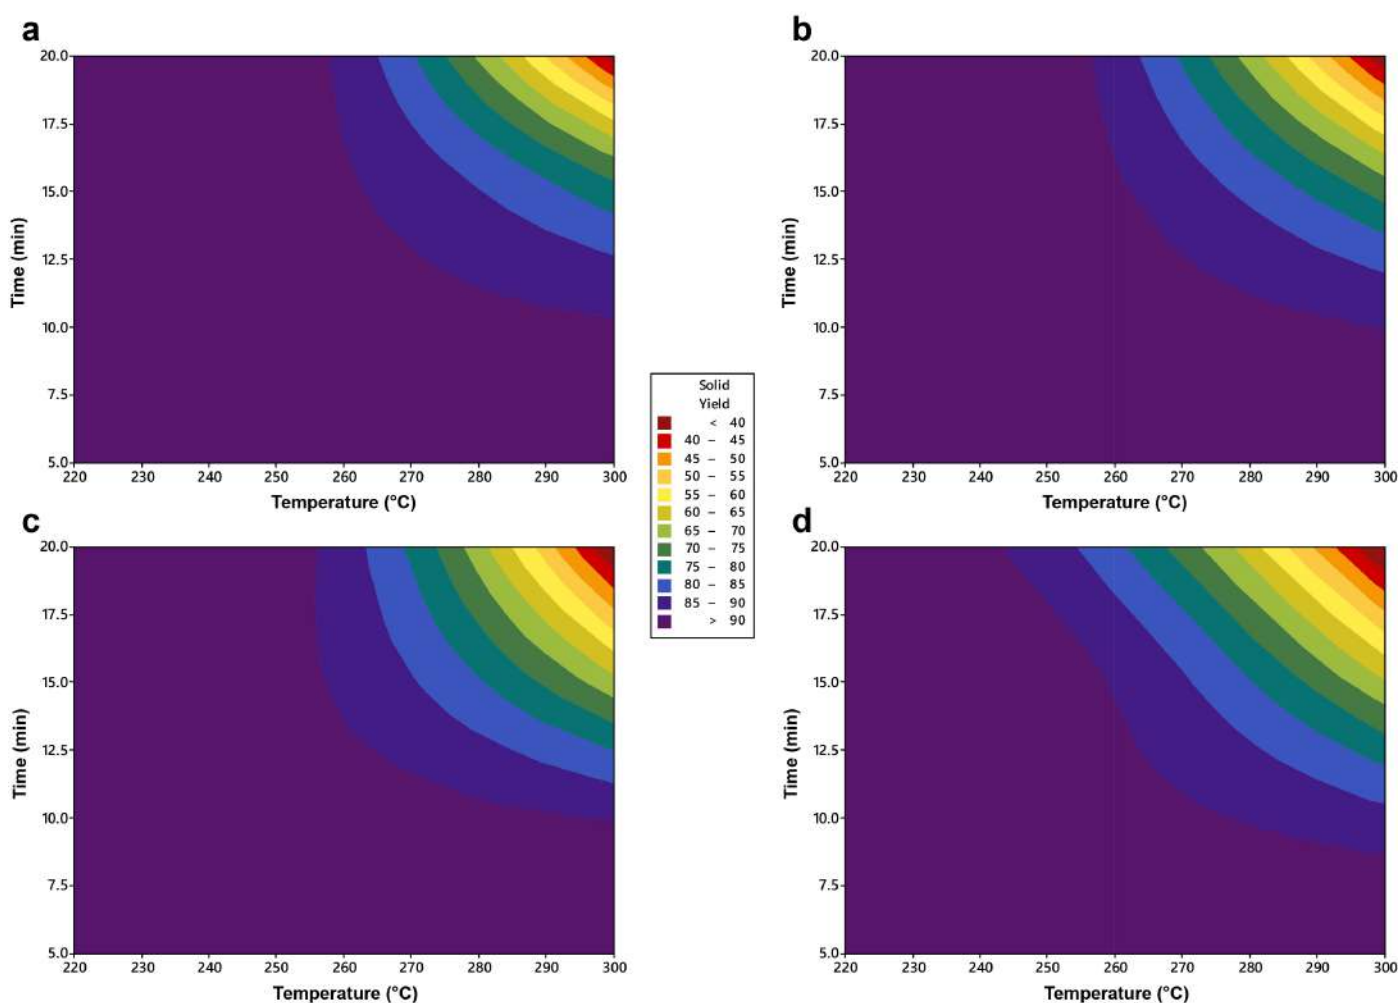 a
20.0
17.5
15.0
12.5
10.0
7.5
5.0
Time (min)
220 230 240 250 260 270 280 290 300
Temperature (°C)
b
20.0
17.5
15.0
12.5
10.0
7.5
5.0
Time (min)
220 230 240 250 260 270 280 290 300
Temperature (°C)
Solid
Yield
< 40
40 – 45
45 – 50
50 – 55
55 – 60
60 – 65
65 – 70
70 – 75
75 – 80
80 – 85
85 – 90
> 90
c
20.0
17.5
15.0
12.5
10.0
7.5
5.0
Time (min)
220 230 240 250 260 270 280 290 300
Temperature (°C)
d
20.0
17.5
15.0
12.5
10.0
7.5
5.0
Time (min)
220 230 240 250 260 270 280 290 300
Temperature (°C)